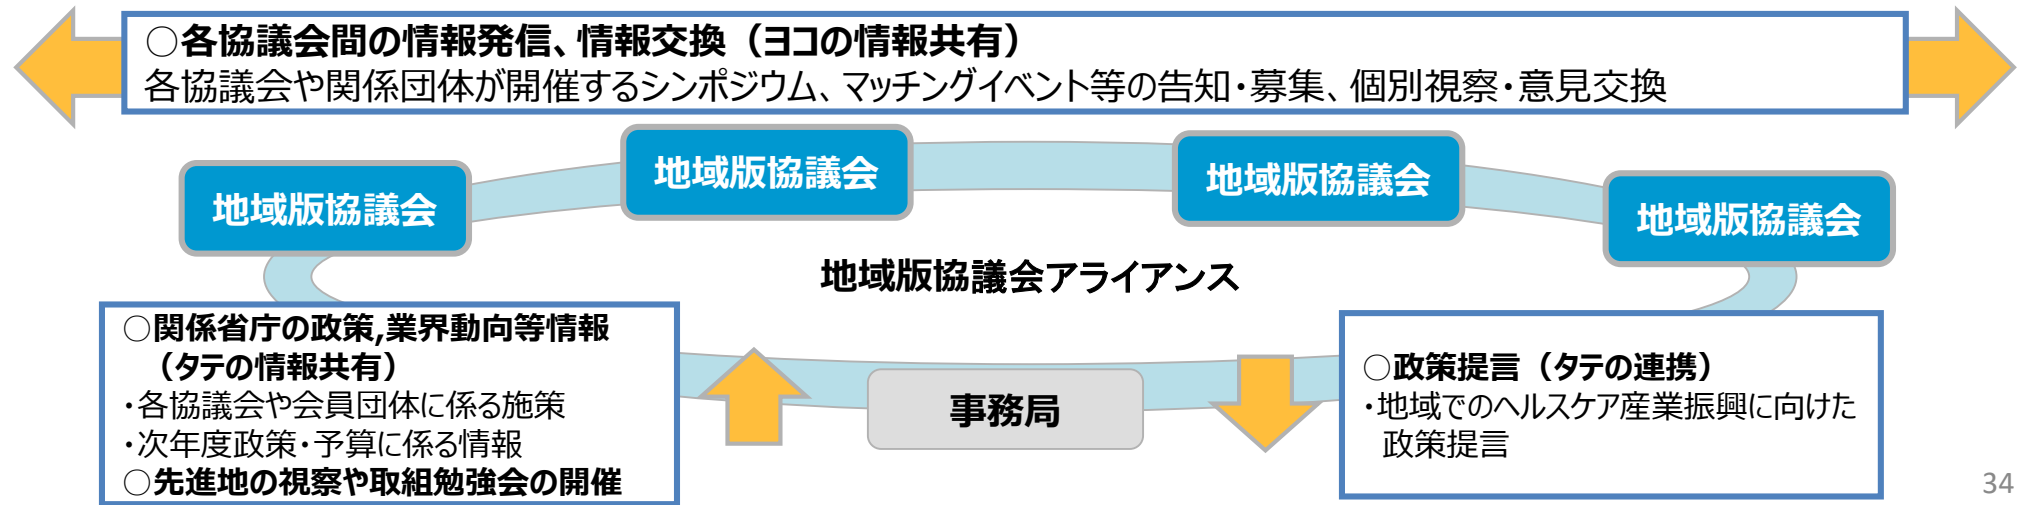 ○各協議会間の情報発信、情報交換（ヨコの情報共有）
各協議会や関係団体が開催するシンポジウム、マッチングイベント等の告知・募集、個別視察・意見交換
地域版協議会
地域版協議会
地域版協議会
地域版協議会
地域版協議会アライアンス
○関係省庁の政策,業界動向等情報
（タテの情報共有）
・各協議会や会員団体に係る施策
・次年度政策・予算に係る情報
○先進地の視察や取組勉強会の開催
事務局
○政策提言（タテの連携）
・地域でのヘルスケア産業振興に向けた
政策提言
34